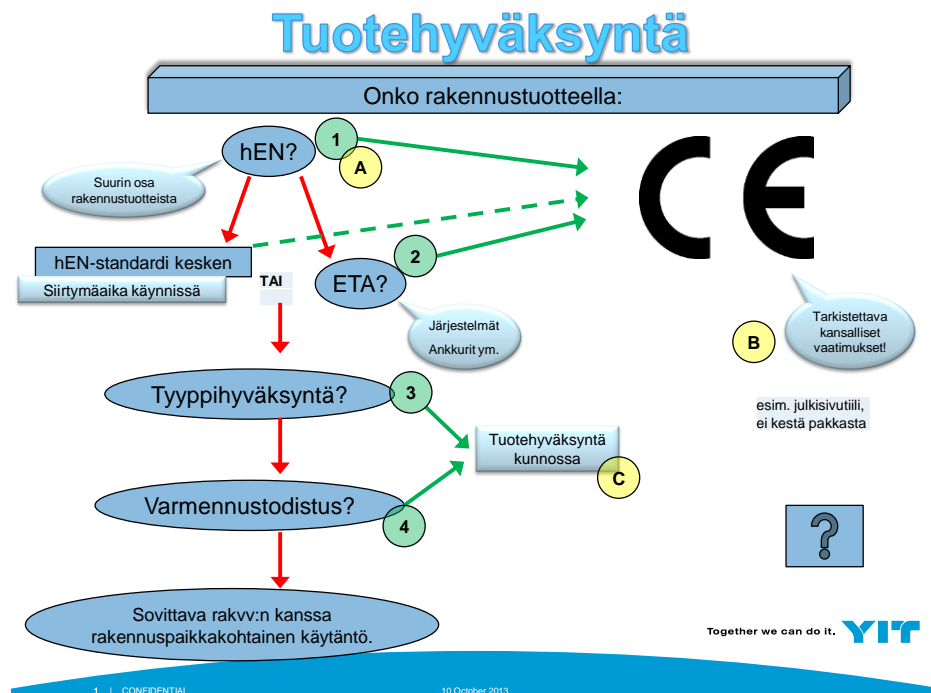 Tuotehyväksyntä
Onko rakennustuotteella:
hEN?
1
A
Suurin osa
rakennustuotteista
CE
hEN-standardi kesken
Siirtymäaika käynnissä
TAI
ETA?
2
Järjestelmät
Ankkurit ym.
B
Tarkistettava
kansalliset
vaatimukset!
esim. julkisivutiili,
ei kestä pakkasta
Tyyppihyväksyntä?
3
Tuotehyväksyntä
kunnossa
C
Varmennustodistus?
4
?
Sovittava rakvv:n kanssa
rakennuspaikkakohtainen käytäntö.
Together we can do it. YIT
1 | CONFIDENTIAL 10 October 2013